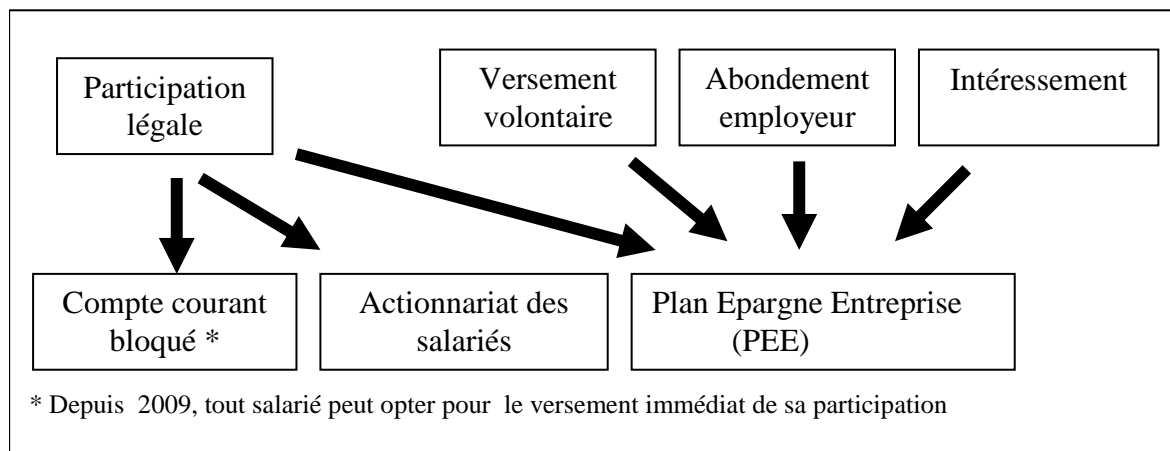 Participation
légale
Versement
volontaire
Abondement
employeur
Intéressement
Compte courant
bloqué *
Actionnariat des
salariés
Plan Epargne Entreprise
(PEE)
* Depuis 2009, tout salarié peut opter pour le versement immédiat de sa participation